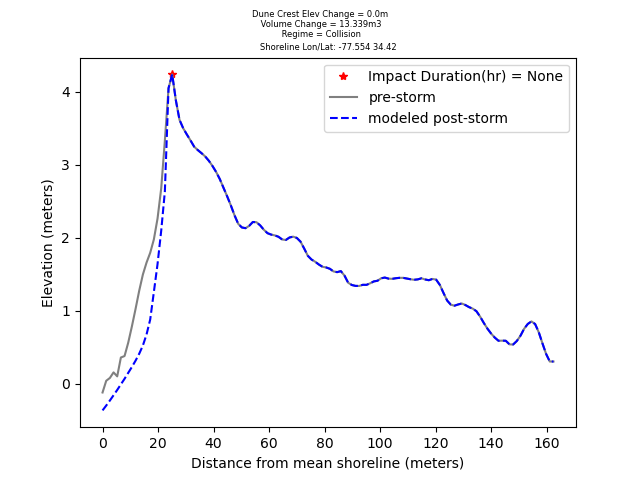 Dune Crest Elev Change = 0.0m
Volume Change = 13.339m3
Regime = Collision
Shoreline Lon/Lat: -77.554 34.42
Impact Duration(hr) = None
pre-storm
modeled post-storm
Elevation (meters)
4
3
2
1
0
0 20 40 60 80 100 120 140 160
Distance from mean shoreline (meters)